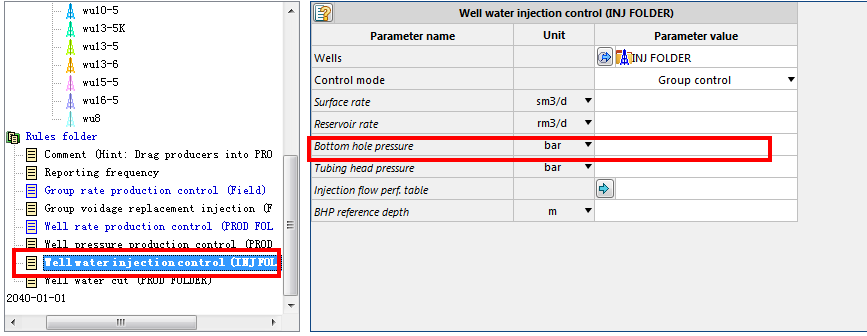 wu10-5
wu13-5K
wu13-5
wu13-6
wu15-5
wu16-5
wu8
Rules folder
Comment (Hint: Drag producers into PRO
Reporting frequency
Group rate production control (Field)
Group voidage replacement injection (F
Well rate production control (PROD FOL
Well pressure production control (PROD
Well water injection control (INJ FOL
Well water cut (PROD FOLDER)
2040-01-01
Well water injection control (INJ FOLDER)
Parameter name Unit Parameter value
Wells INJ FOLDER
Control mode Group control
Surface rate sm3/d
Reservoir rate rm3/d
Bottom hole pressure bar
Tubing head pressure bar
Injection flow perf. table
BHP reference depth m